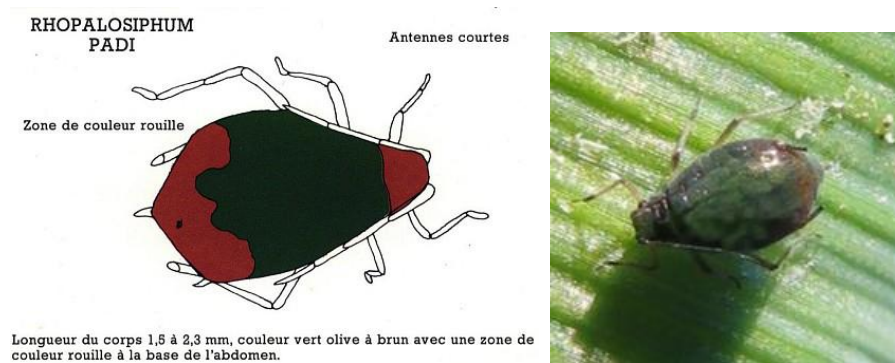 RHOPALOSIPHUM
PADI
Antennes courtes
Zone de couleur rouille
Longueur du corps 1,5 à 2,3 mm, couleur vert olive à brun avec une zone de
couleur rouille à la base de l'abdomen.